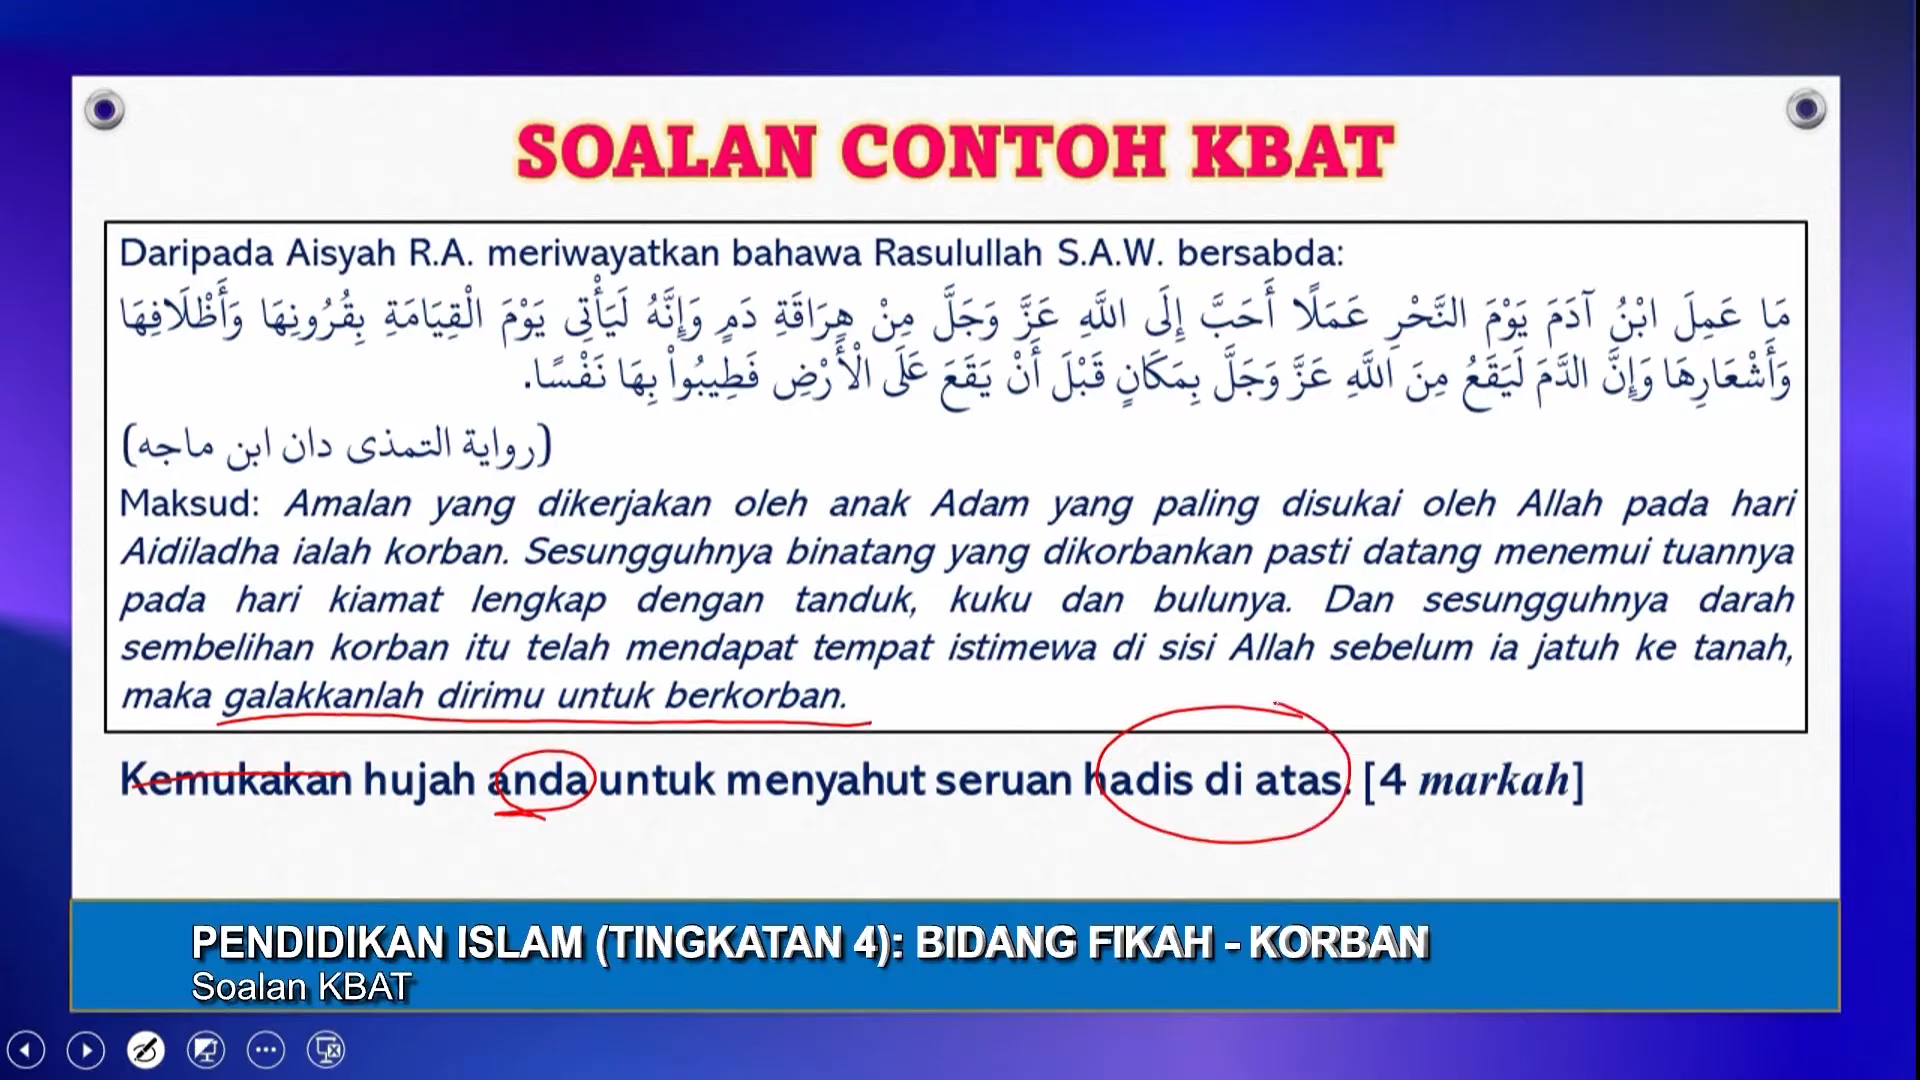 SOALAN CONTOH KBAT
Daripada Aisyah R.A. meriwayatkan bahawa Rasulullah S.A.W. bersabda:
مَا عَمِلَ ابْنُ آدَمَ يَوْمَ النَّحْرِ عَمَلًا أَحَبَّ إِلَى اللَّهِ عَزَّ وَجَلَّ مِنْ هِرَاقَةِ دَمٍ وَإِنَّهُ لَيَأْتِى يَوْمَ الْقِيَامَةِ بِقُرُونِهَا وَأَظْلَافِهَا
وَأَشْعَارِهَا وَإِنَّ الدَّمَ لَيَقَعُ مِنَ اللَّهِ عَزَّ وَجَلَّ بِمَكَانٍ قَبْلَ أَنْ يَقَعَ عَلَى الْأَرْضِ فَطِيبُواْ بِهَا نَفْسًا.
(رواية التمذى دان ابن ماجه)
Maksud: Amalan yang dikerjakan oleh anak Adam yang paling disukai oleh Allah pada hari
Aidiladha ialah korban. Sesungguhnya binatang yang dikorbankan pasti datang menemui tuannya
pada hari kiamat lengkap dengan tanduk, kuku dan bulunya. Dan sesungguhnya darah
sembelihan korban itu telah mendapat tempat istimewa di sisi Allah sebelum ia jatuh ke tanah,
maka galakkanlah dirimu untuk berkorban.
Kemukakan hujah anda untuk menyahut seruan hadis di atas. [4 markah]
PENDIDIKAN ISLAM (TINGKATAN 4): BIDANG FIKAH - KORBAN
Soalan KBAT